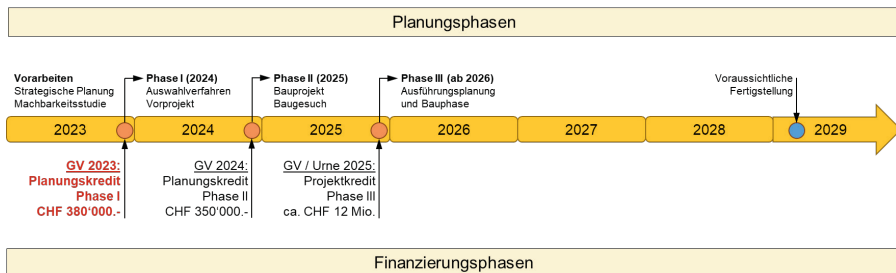 Planungsphasen
Vorarbeiten
Strategische Planung
Machbarkeitsstudie
Phase I (2024)
Auswahlverfahren
Vorprojekt
Phase II (2025)
Bauprojekt
Baugesuch
Phase III (ab 2026)
Ausführungsplanung
und Bauphase
Voraussichtliche
Fertigstellung
2023
2024
2025
2026
2027
2028
2029
GV 2023:
Planungskredit
Phase I
CHF 380‘000.-
GV 2024:
Planungskredit
Phase II
CHF 350‘000.-
GV / Urne 2025:
Projektkredit
Phase III
ca. CHF 12 Mio.
Finanzierungsphasen